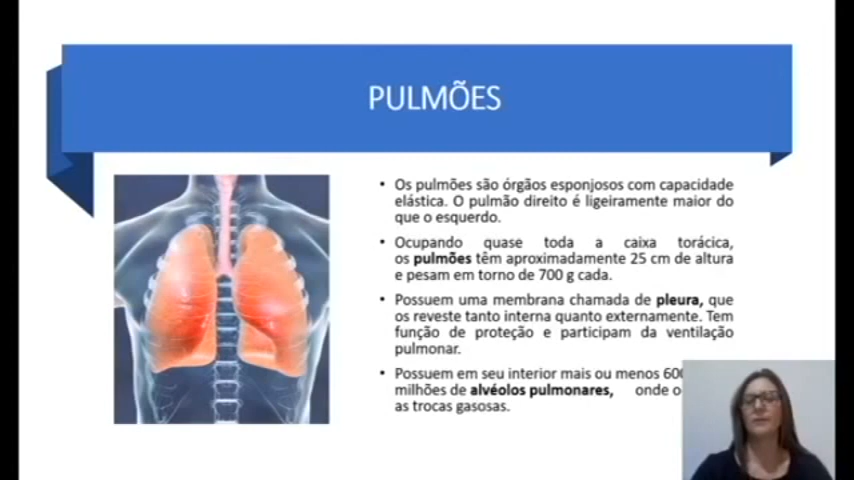 PULMÕES
• Os pulmões são órgãos esponjosos com capacidade
elástica. O pulmão direito é ligeiramente maior do
que o esquerdo.
• Ocupando quase toda a caixa torácica,
os pulmões têm aproximadamente 25 cm de altura
e pesam em torno de 700 g cada.
• Possuem uma membrana chamada de pleura, que
os reveste tanto interna quanto externamente. Tem
função de proteção e participam da ventilação
pulmonar.
• Possuem em seu interior mais ou menos
milhões de alvéolos pulmonares, onde
as trocas gasosas.